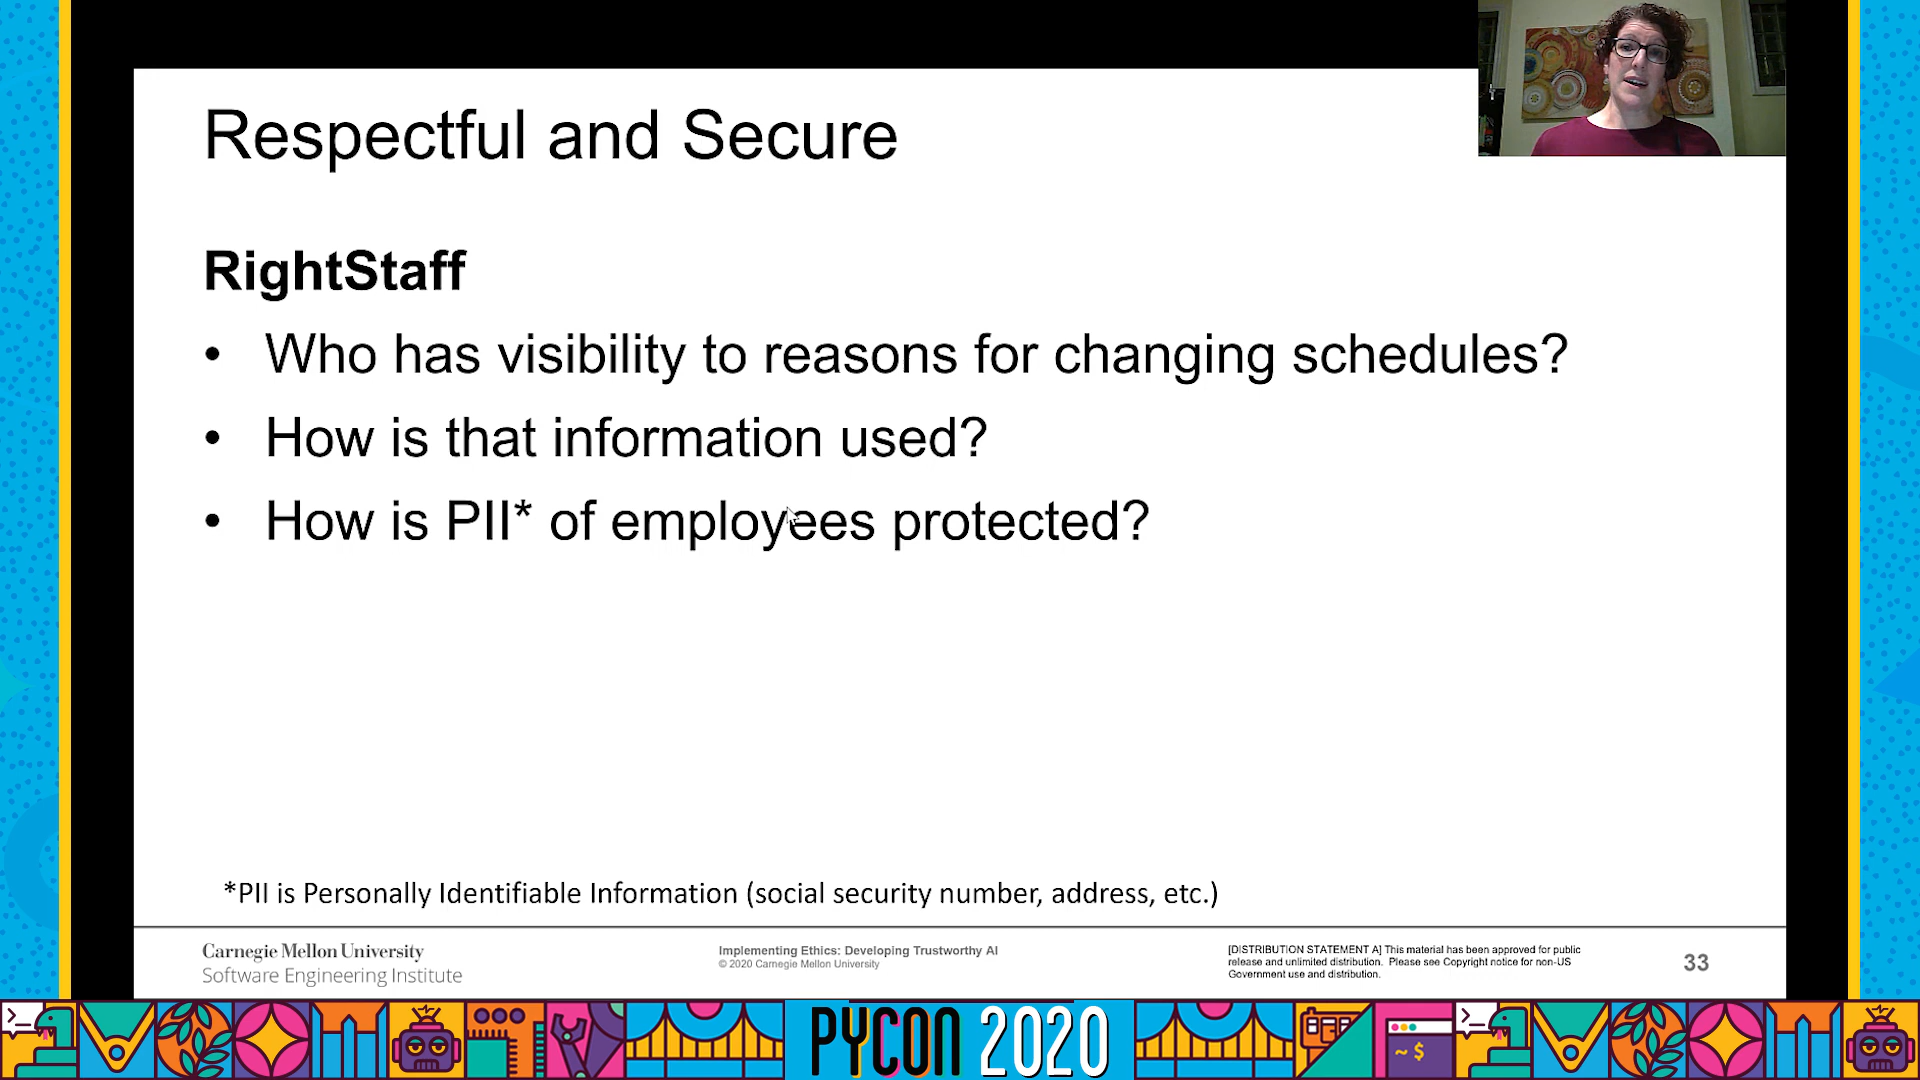 Respectful and Secure
RightStaff
• Who has visibility to reasons for changing schedules?
• How is that information used?
• How is PII* of employees protected?
*PII is Personally Identifiable Information (social security number, address, etc.)
Carnegie Mellon University
Software Engineering Institute
Implementing Ethics: Developing Trustworthy AI
© 2020 Carnegie Mellon University
[DISTRIBUTION STATEMENT A] This material has been approved for public
release and unlimited distribution. Please see Copyright notice for non-US
Government use and distribution.
33
PYCON 2020
~ $